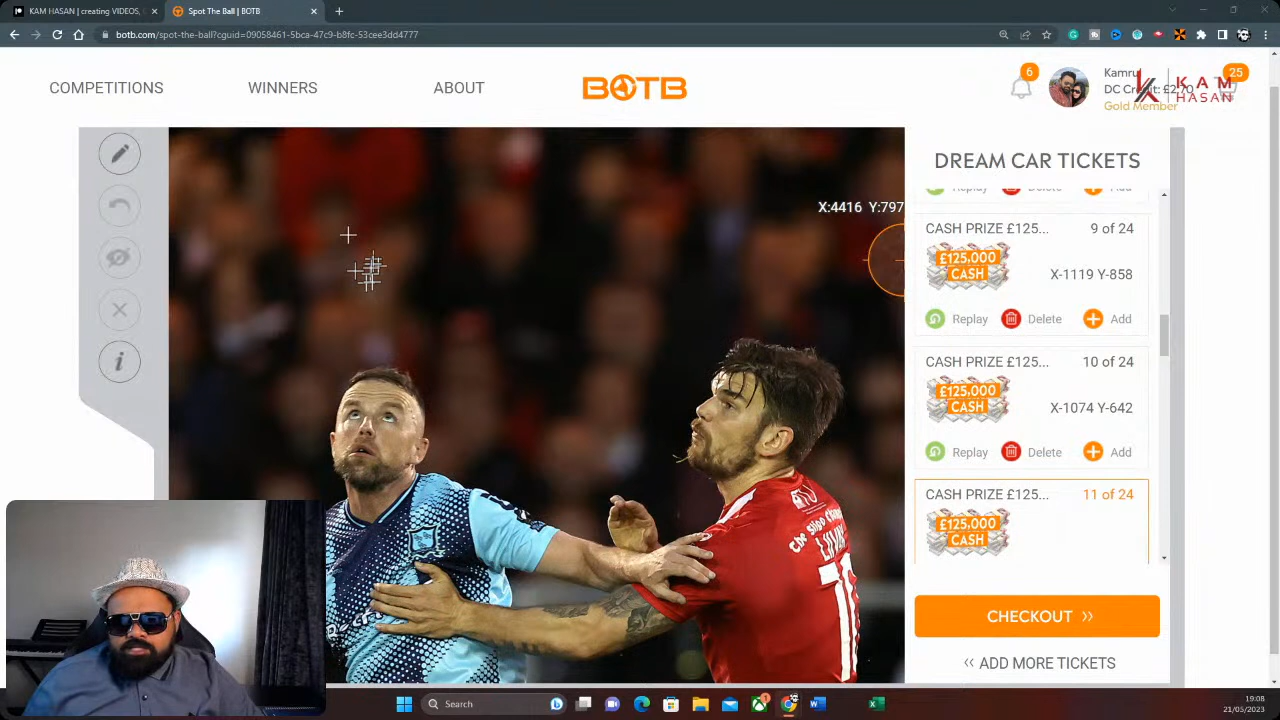 KAM HASAN | creating VIDEOS,
Spot The Ball | BOTB
botb.com/spot-the-ball?cguid=09058461-5bca-47c9-b8fc-53cee3dd4777
COMPETITIONS
WINNERS
ABOUT
BOTB
6
Kamrul
DC Credit: £2.70
Gold Member
25
KAM
HASAN
X:4416 Y:797
DREAM CAR TICKETS
Replay Delete Add
CASH PRIZE £125... 9 of 24
£125,000
CASH
X-1119 Y-858
Replay Delete Add
CASH PRIZE £125... 10 of 24
£125,000
CASH
X-1074 Y-642
Replay Delete Add
CASH PRIZE £125... 11 of 24
£125,000
CASH
CHECKOUT »
« ADD MORE TICKETS
Search
19:08
21/05/2023